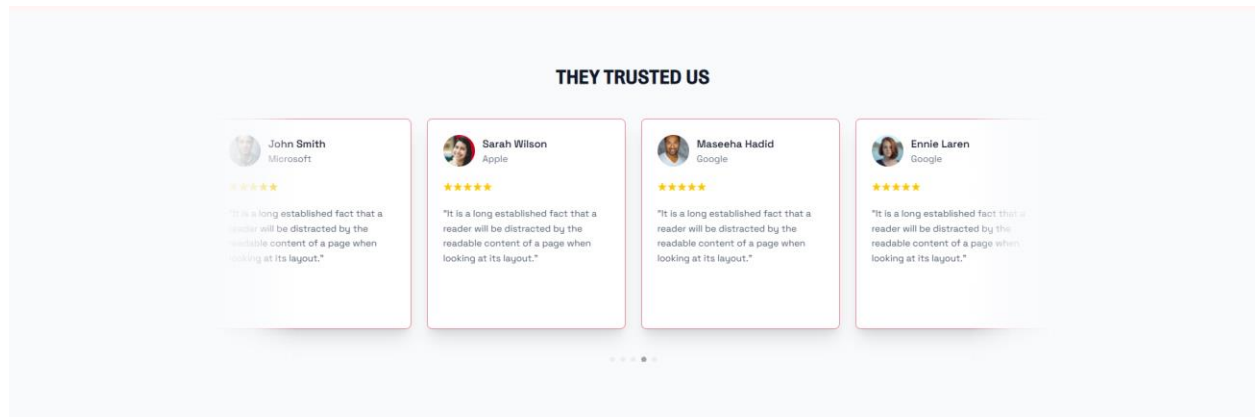 THEY TRUSTED US
John Smith
Microsoft
"It is a long established fact that a
reader will be distracted by the
readable content of a page when
looking at its layout."
Sarah Wilson
Apple
"It is a long established fact that a
reader will be distracted by the
readable content of a page when
looking at its layout."
Maseeha Hadid
Google
"It is a long established fact that a
reader will be distracted by the
readable content of a page when
looking at its layout."
Ennie Laren
Google
"It is a long established fact that a
reader will be distracted by the
readable content of a page when
looking at its layout."